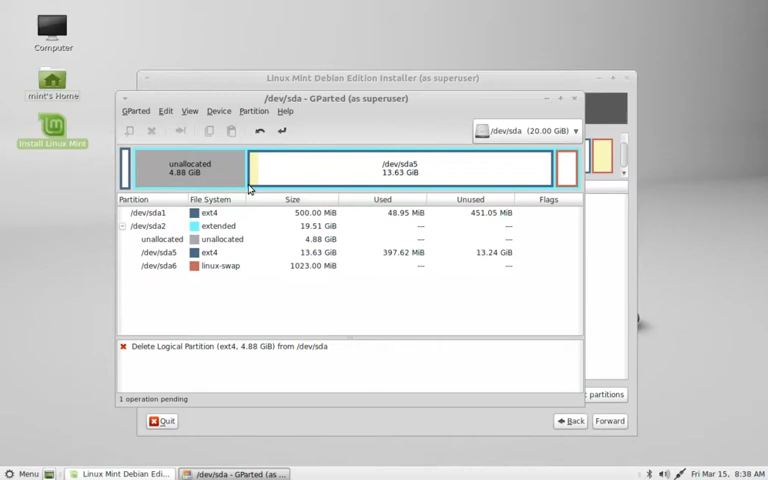 Computer
mint's Home
Install Linux Mint
Linux Mint Debian Edition Installer (as superuser)
/dev/sda - GParted (as superuser)
GParted Edit View Device Partition Help
/dev/sda (20.00 GiB)
unallocated
4.88 GiB
/dev/sda5
13.63 GiB
Partition File System Size Used Unused Flags
/dev/sda1 ext4 500.00 MiB 48.95 MiB 451.05 MiB
/dev/sda2 extended 19.51 GiB --- ---
unallocated unallocated 4.88 GiB --- ---
/dev/sda5 ext4 13.63 GiB 397.62 MiB 13.24 GiB
/dev/sda6 linux-swap 1023.00 MiB --- ---
Delete Logical Partition (ext4, 4.88 GiB) from /dev/sda
1 operation pending
partitions
Quit Back Forward
Menu Linux Mint Debian Edi... /dev/sda - GParted (as ... Fri Mar 15, 8:38 AM